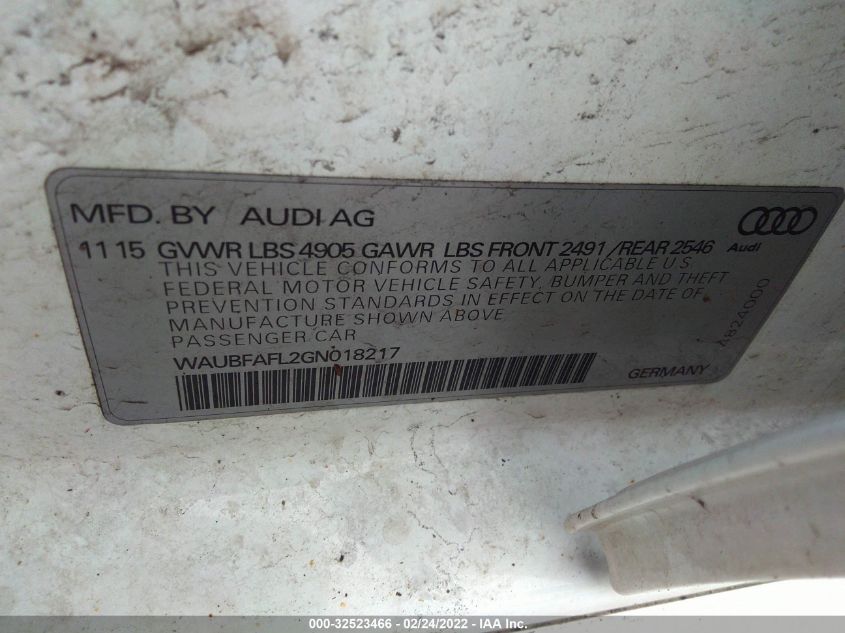 MFD. BY AUDI AG
11 15 GVWR LBS 4905 GAWR LBS FRONT 2491 /REAR 2546
Audi
THIS VEHICLE CONFORMS TO ALL APPLICABLE U.S
FEDERAL MOTOR VEHICLE SAFETY, BUMPER AND THEFT
PREVENTION STANDARDS IN EFFECT ON THE DATE OF
MANUFACTURE SHOWN ABOVE
PASSENGER CAR
WAUBFAFL2GN018217
GERMANY
000-32523466 - 02/24/2022 - IAA Inc.